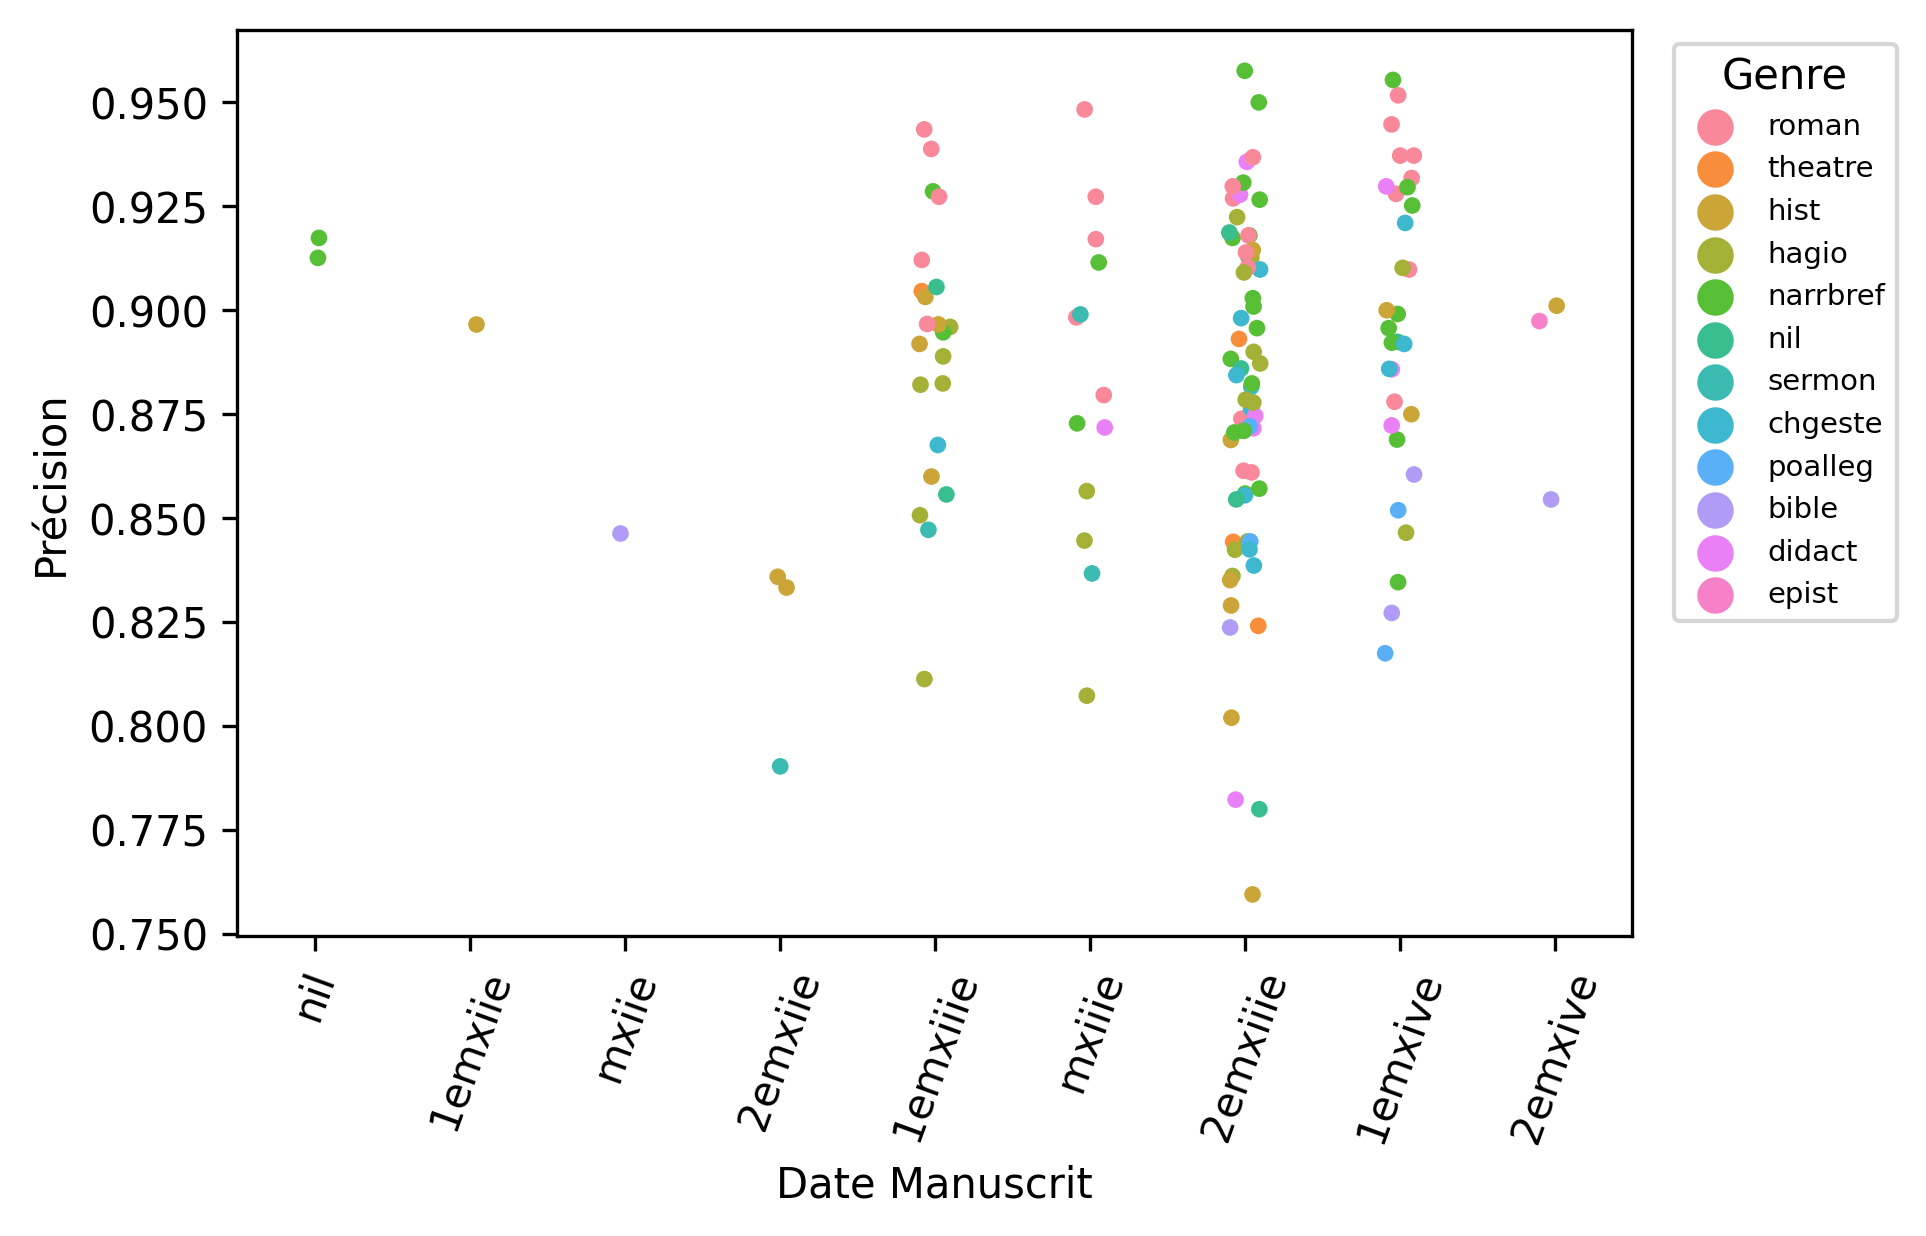 0.950
0.925
0.900
0.875
0.850
0.825
0.800
0.775
0.750
Précision
nil
1emxiie
mxiie
2emxiie
1emxiiie
mxiiie
2emxiiie
1emxive
2emxive
Date Manuscrit
Genre
roman
theatre
hist
hagio
narrbref
nil
sermon
chgeste
poalleg
bible
didact
epist